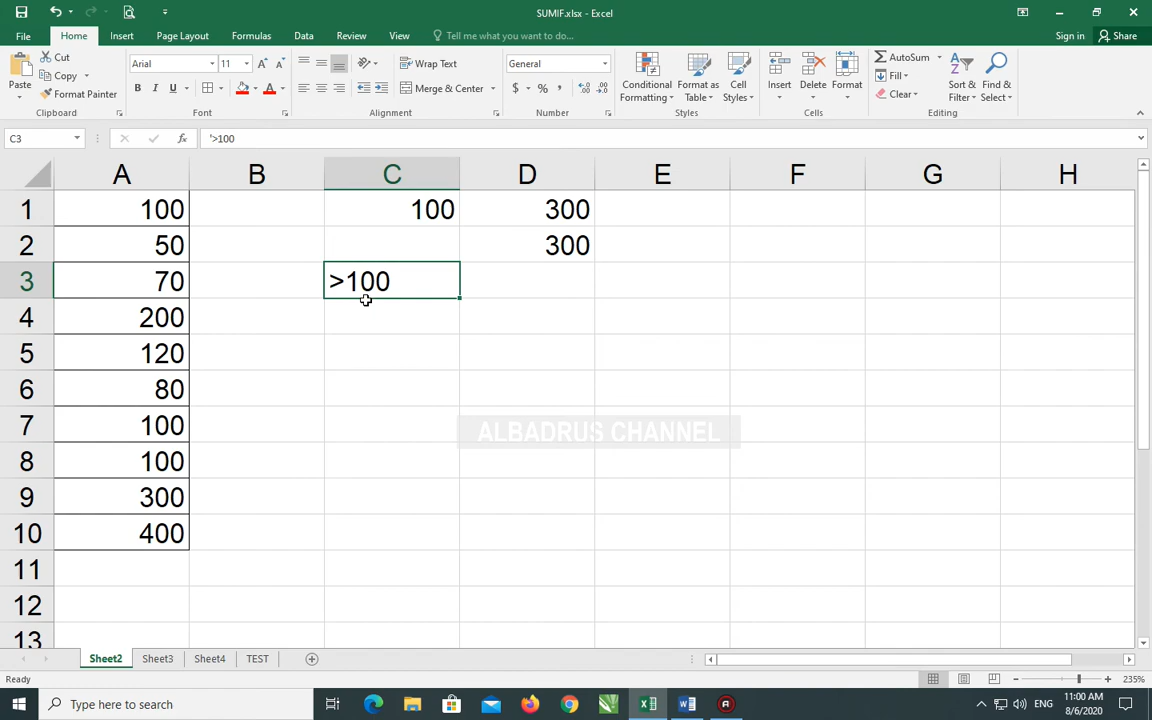 SUMIF.xlsx - Excel
File Home Insert Page Layout Formulas Data Review View Tell me what you want to do... Sign in Share
Paste Cut Copy Format Painter Clipboard
Arial 11 A A B I U A Font
Wrap Text Merge & Center Alignment
General $ % , Number
Conditional Formatting Format as Table Cell Styles Styles
Insert Delete Format Cells
AutoSum Fill Clear Sort & Filter Find & Select Editing
C3 fx '>100
A B C D E F G H
1 100 100 300
2 50 300
3 70 >100
4 200
5 120
6 80
7 100
ALBADRUS CHANNEL
8 100
9 300
10 400
11
12
13
Sheet2 Sheet3 Sheet4 TEST
Ready 235%
Type here to search ENG 11:00 AM
8/6/2020